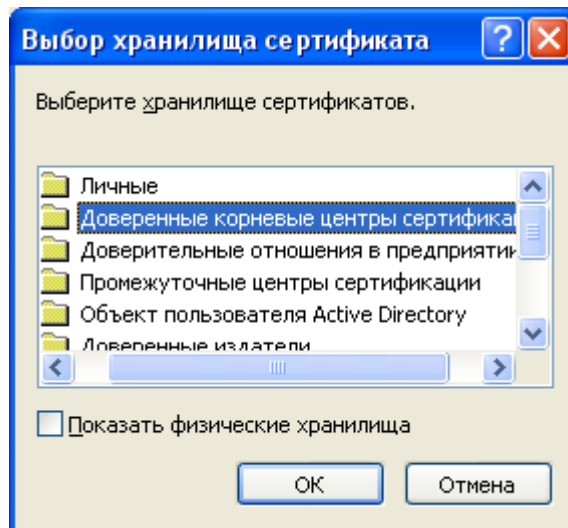 Выбор хранилища сертификата
Выберите хранилище сертификатов.
Личные
Доверенные корневые центры сертифика
Доверительные отношения в предприятии
Промежуточные центры сертификации
Объект пользователя Active Directory
Доверенные издатели
Показать физические хранилища
ОК
Отмена